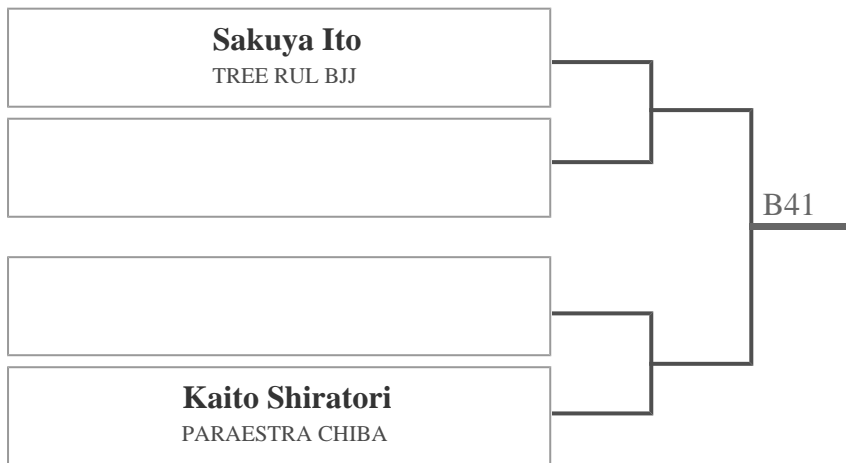 Sakuya Ito
TREE RUL BJJ
B41
Kaito Shiratori
PARAESTRA CHIBA